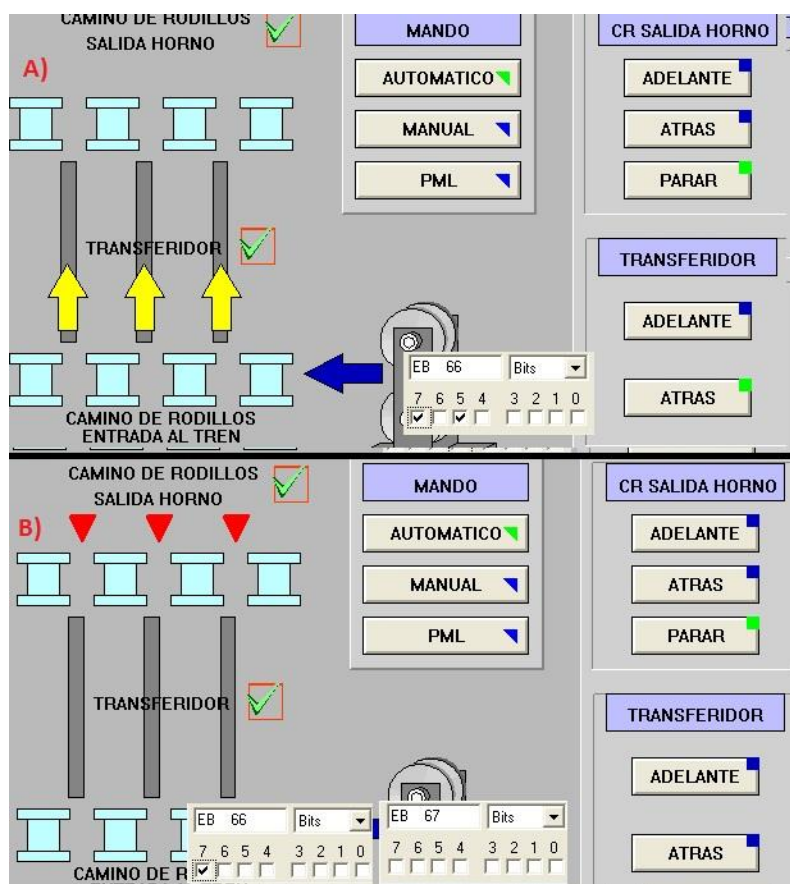 CAMINO DE RODILLOS
SALIDA HORNO
A)
MANDO
AUTOMATICO
MANUAL
PML
CR SALIDA HORNO
ADELANTE
ATRAS
PARAR
TRANSFERIDOR
TRANSFERIDOR
ADELANTE
ATRAS
EB 66 Bits
7 6 5 4 3 2 1 0
CAMINO DE RODILLOS
ENTRADA AL TREN
CAMINO DE RODILLOS
SALIDA HORNO
B)
MANDO
AUTOMATICO
MANUAL
PML
CR SALIDA HORNO
ADELANTE
ATRAS
PARAR
TRANSFERIDOR
TRANSFERIDOR
ADELANTE
ATRAS
EB 66 Bits
7 6 5 4 3 2 1 0
EB 67 Bits
7 6 5 4 3 2 1 0
CAMINO DE R